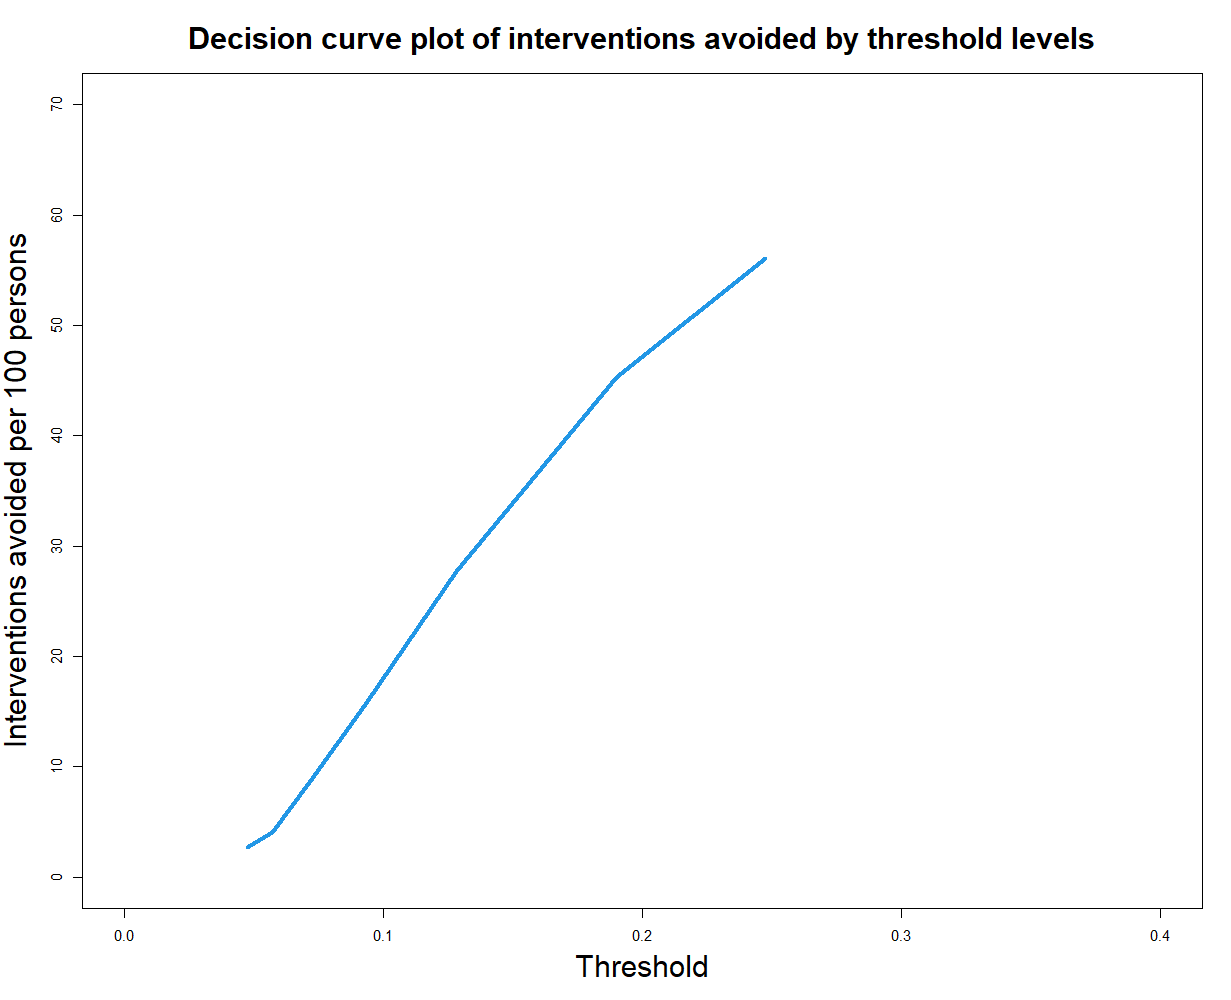 Decision curve plot of interventions avoided by threshold levels
Interventions avoided per 100 persons
70
60
50
40
30
20
10
0
0.0 0.1 0.2 0.3 0.4
Threshold